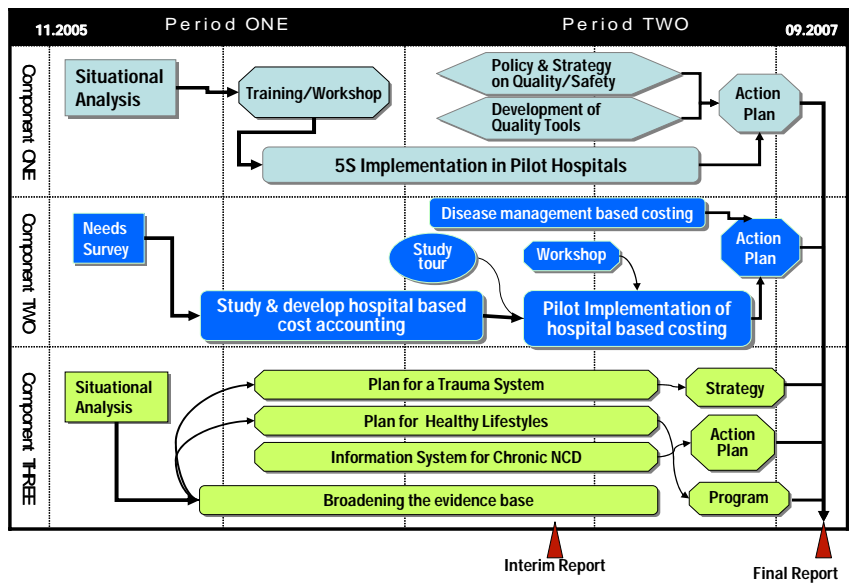 11.2005
Period ONE
Period TWO
09.2007
Component ONE
Situational
Analysis
Training/Workshop
Policy & Strategy
on Quality/Safety
Development of
Quality Tools
Action
Plan
5S Implementation in Pilot Hospitals
Component TWO
Needs
Survey
Disease management based costing
Study
tour
Workshop
Action
Plan
Study & develop hospital based
cost accounting
Pilot Implementation of
hospital based costing
Component THREE
Situational
Analysis
Plan for a Trauma System
Strategy
Plan for Healthy Lifestyles
Action
Plan
Information System for Chronic NCD
Broadening the evidence base
Program
Interim Report
Final Report